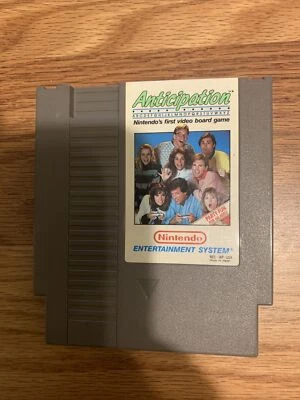 Anticipation
Nintendo's first video board game
Nintendo
ENTERTAINMENT SYSTEM